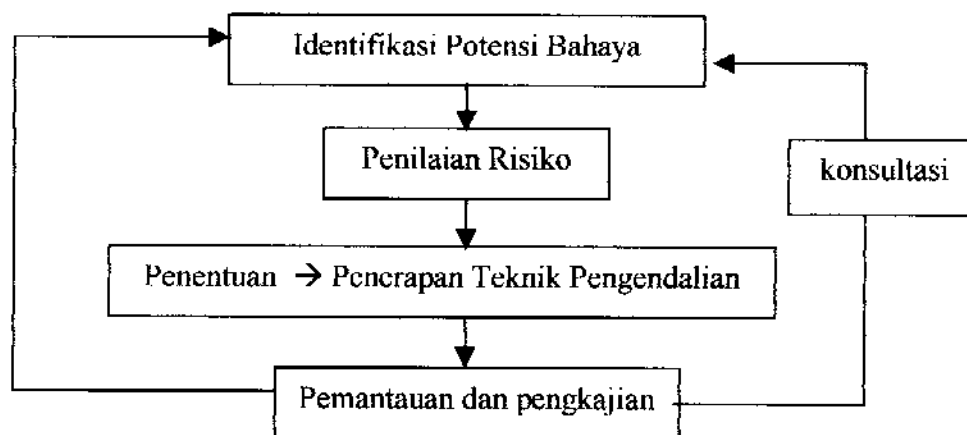 Identifikasi Potensi Bahaya
Penilaian Risiko
konsultasi
Penentuan → Penerapan Teknik Pengendalian
Pemantauan dan pengkajian